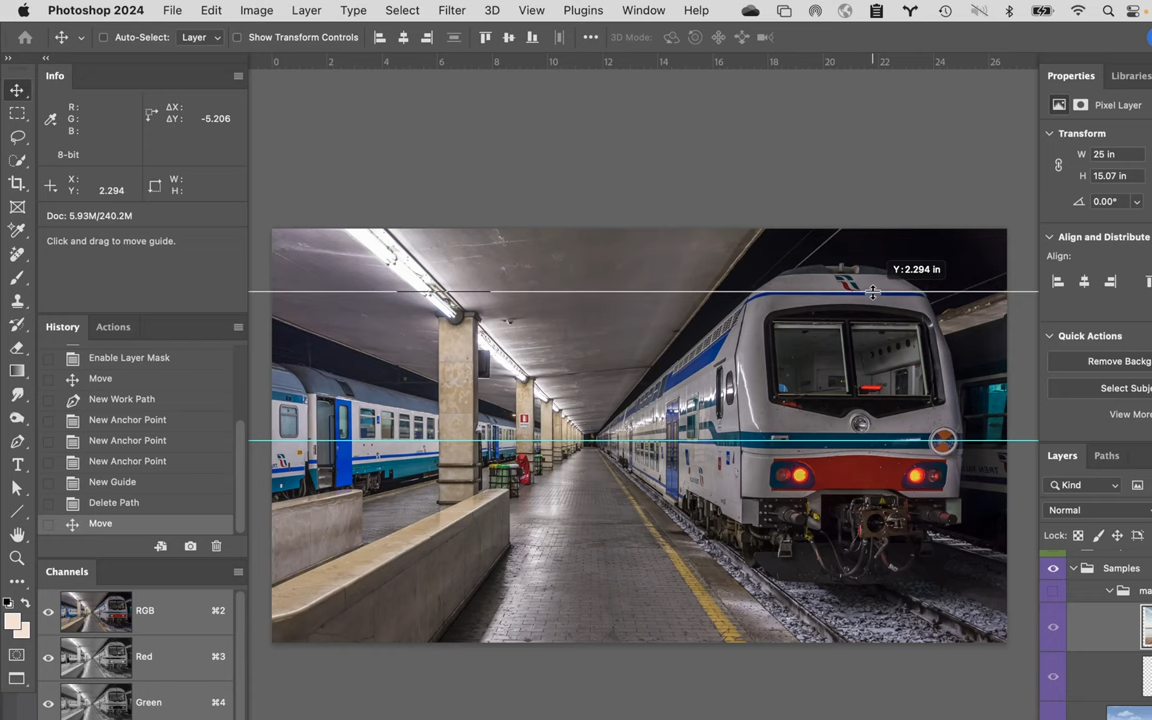 Photoshop 2024 File Edit Image Layer Type Select Filter 3D View Plugins Window Help
Auto-Select: Layer Show Transform Controls 3D Mode:
Info
0 2 4 6 8 10 12 14 16 18 20 22 24 26
R:
G:
B:
ΔX:
ΔY: -5.206
8-bit
X:
Y: 2.294
W:
H:
Doc: 5.93M/240.2M
Click and drag to move guide.
History Actions
Enable Layer Mask
Move
New Work Path
New Anchor Point
New Anchor Point
New Anchor Point
New Guide
Delete Path
Move
Channels
RGB ⌘2
Red ⌘3
Green ⌘4
Y: 2.294 in
Properties Libraries
Pixel Layer
Transform
W 25 in
H 15.07 in
0.00°
Align and Distribute
Align:
Quick Actions
Remove Backg
Select Subje
View More
Layers Paths
Kind
Normal
Lock:
Samples
ma